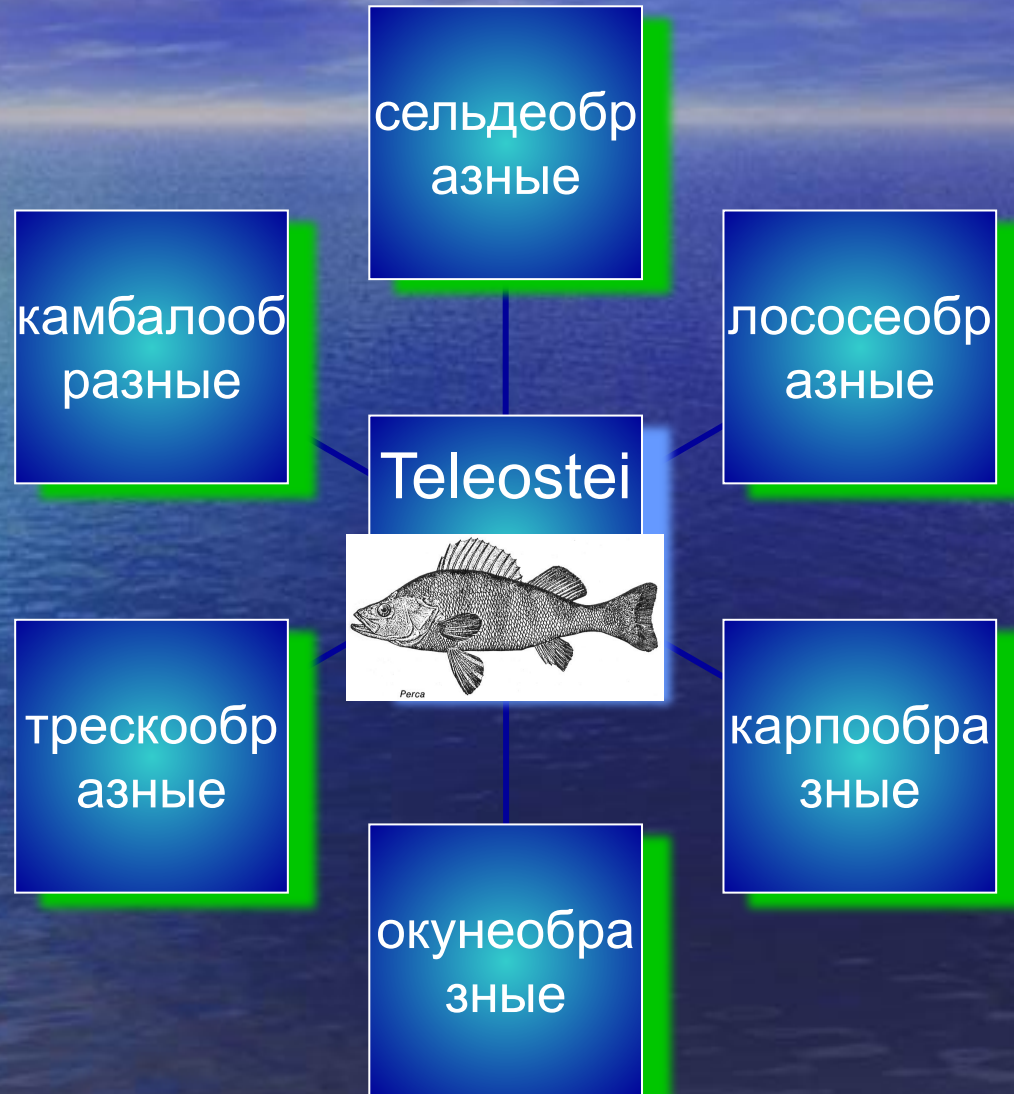 сельдеобр
азные
камбалооб
разные
лососеобр
азные
Teleostei
Perca
трескообр
азные
карпообра
зные
окунеобра
зные